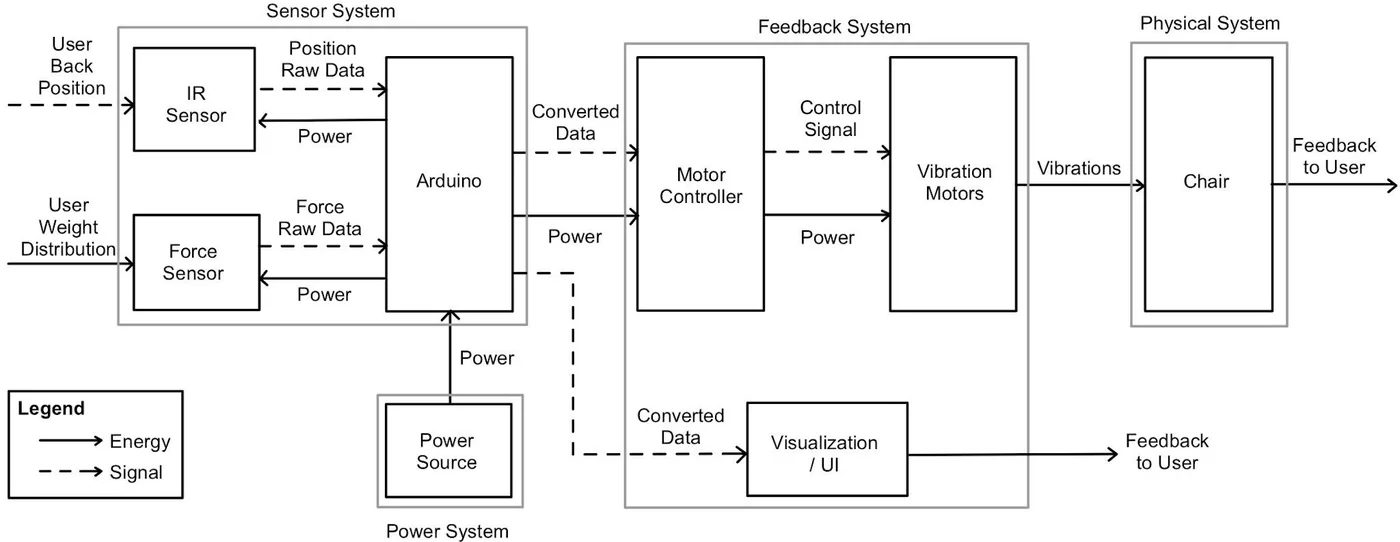 Sensor System
Feedback System
Physical System
User
Back
Position
IR
Sensor
Position
Raw Data
Power
Arduino
User
Weight
Distribution
Force
Sensor
Force
Raw Data
Power
Converted
Data
Power
Motor
Controller
Control
Signal
Power
Vibration
Motors
Vibrations
Chair
Feedback
to User
Power
Power
Source
Power System
Converted
Data
Visualization
/ UI
Feedback
to User
Legend
Energy
Signal